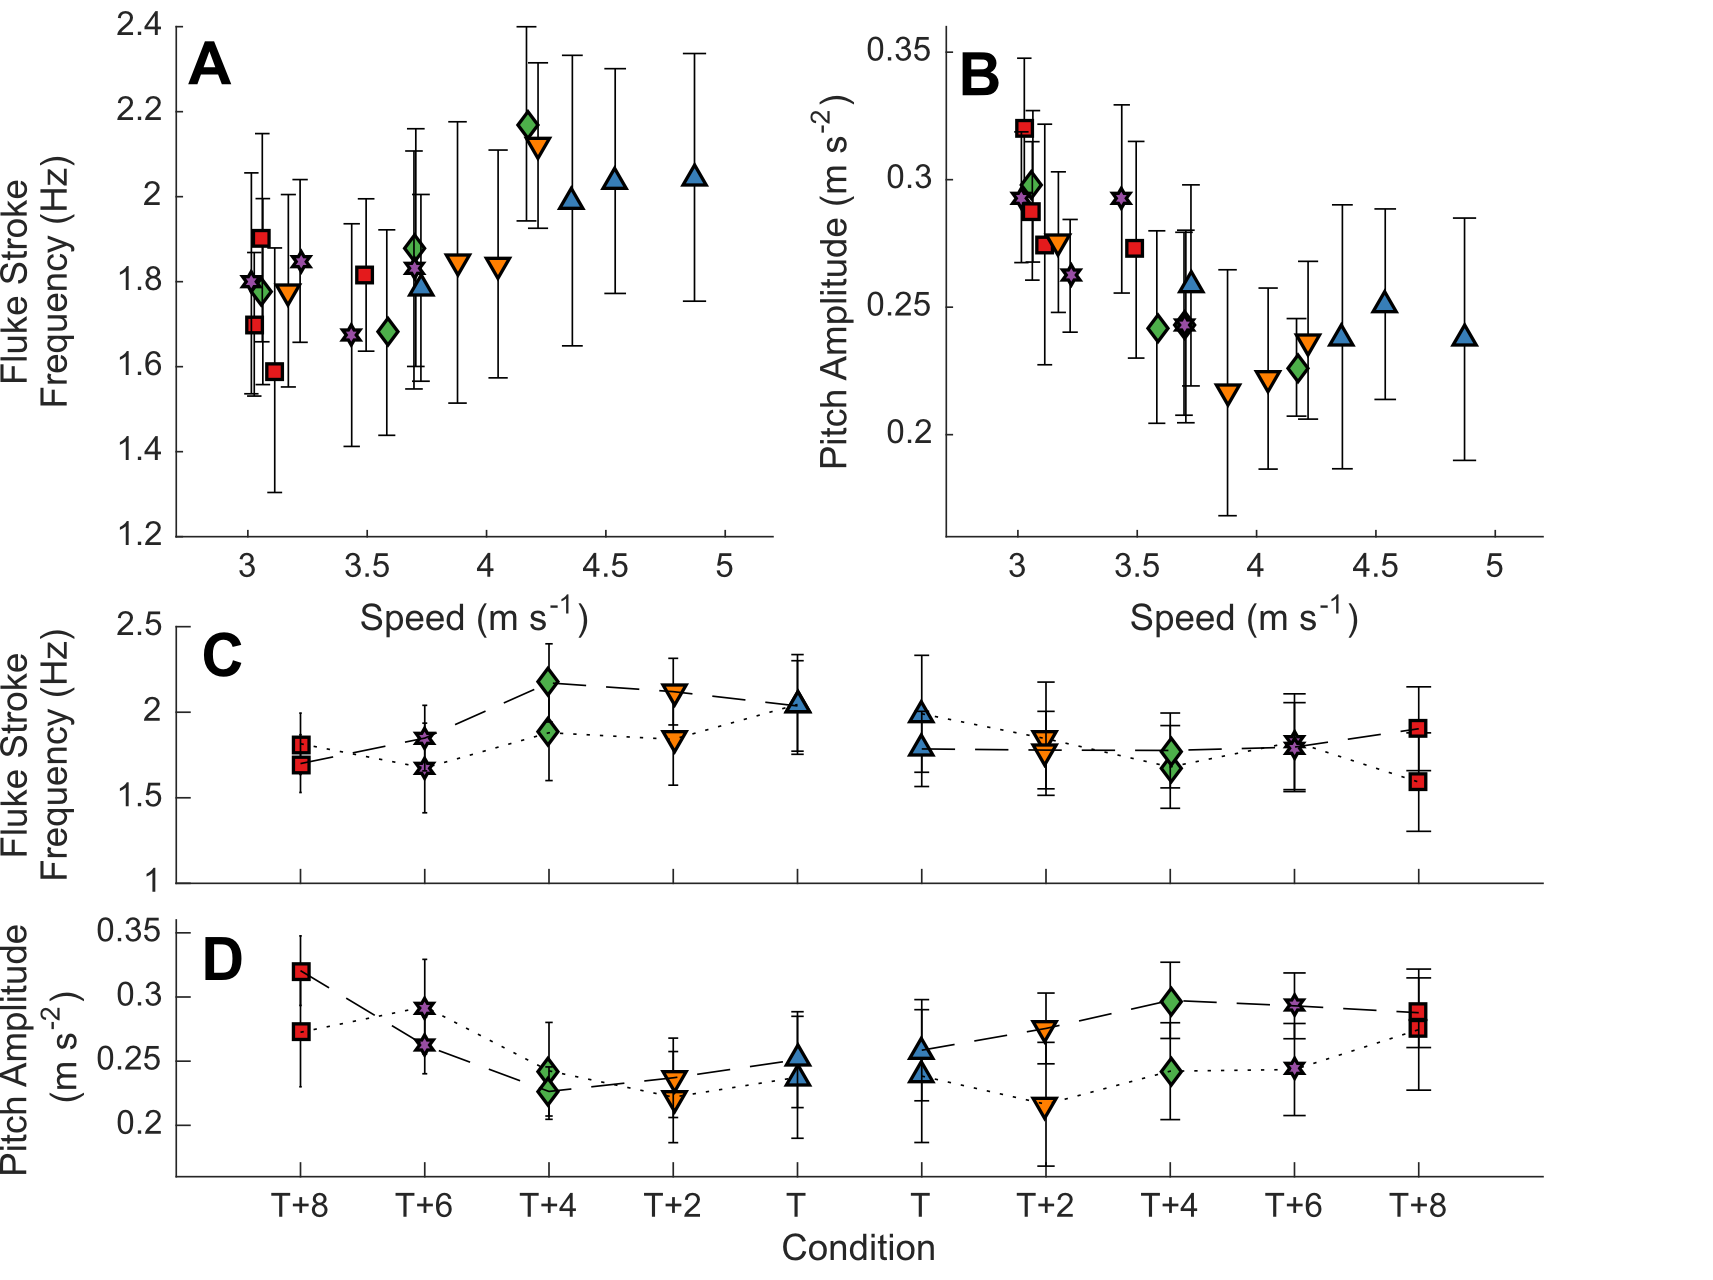 A
Fluke Stroke
Frequency (Hz)
2.4
2.2
2
1.8
1.6
1.4
1.2
3 3.5 4 4.5 5
Speed (m s-1)
B
Pitch Amplitude (m s-2)
0.35
0.3
0.25
0.2
3 3.5 4 4.5 5
Speed (m s-1)
C
Fluke Stroke
Frequency (Hz)
2.5
2
1.5
1
D
Pitch Amplitude
(m s-2)
0.35
0.3
0.25
0.2
T+8 T+6 T+4 T+2 T T T+2 T+4 T+6 T+8
Condition